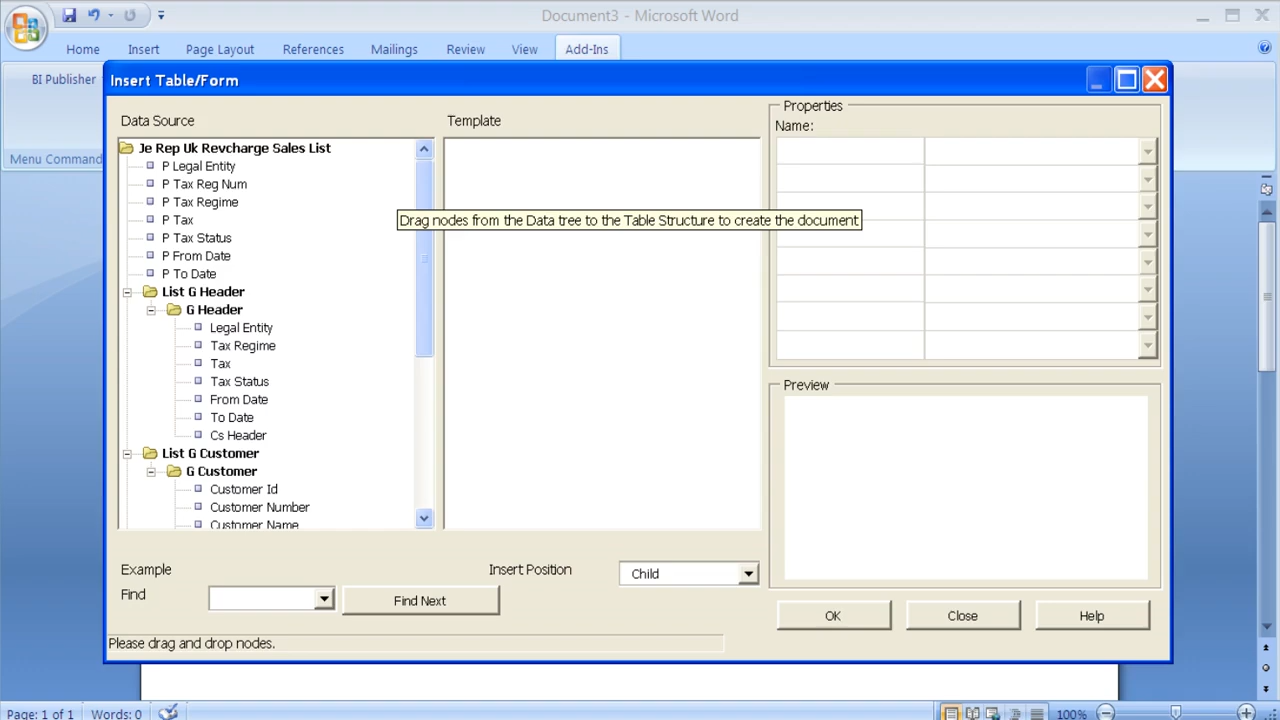 Document3 - Microsoft Word
Home Insert Page Layout References Mailings Review View Add-Ins
BI Publisher
Menu Command
Insert Table/Form
Data Source
Template
Properties
Name:
Je Rep Uk Revcharge Sales List
P Legal Entity
P Tax Reg Num
P Tax Regime
P Tax
P Tax Status
P From Date
P To Date
Drag nodes from the Data tree to the Table Structure to create the document
List G Header
G Header
Legal Entity
Tax Regime
Tax
Tax Status
From Date
To Date
Cs Header
List G Customer
G Customer
Customer Id
Customer Number
Customer Name
Preview
Example
Insert Position
Child
Find
Find Next
OK
Close
Help
Please drag and drop nodes.
Page: 1 of 1
Words: 0
100%